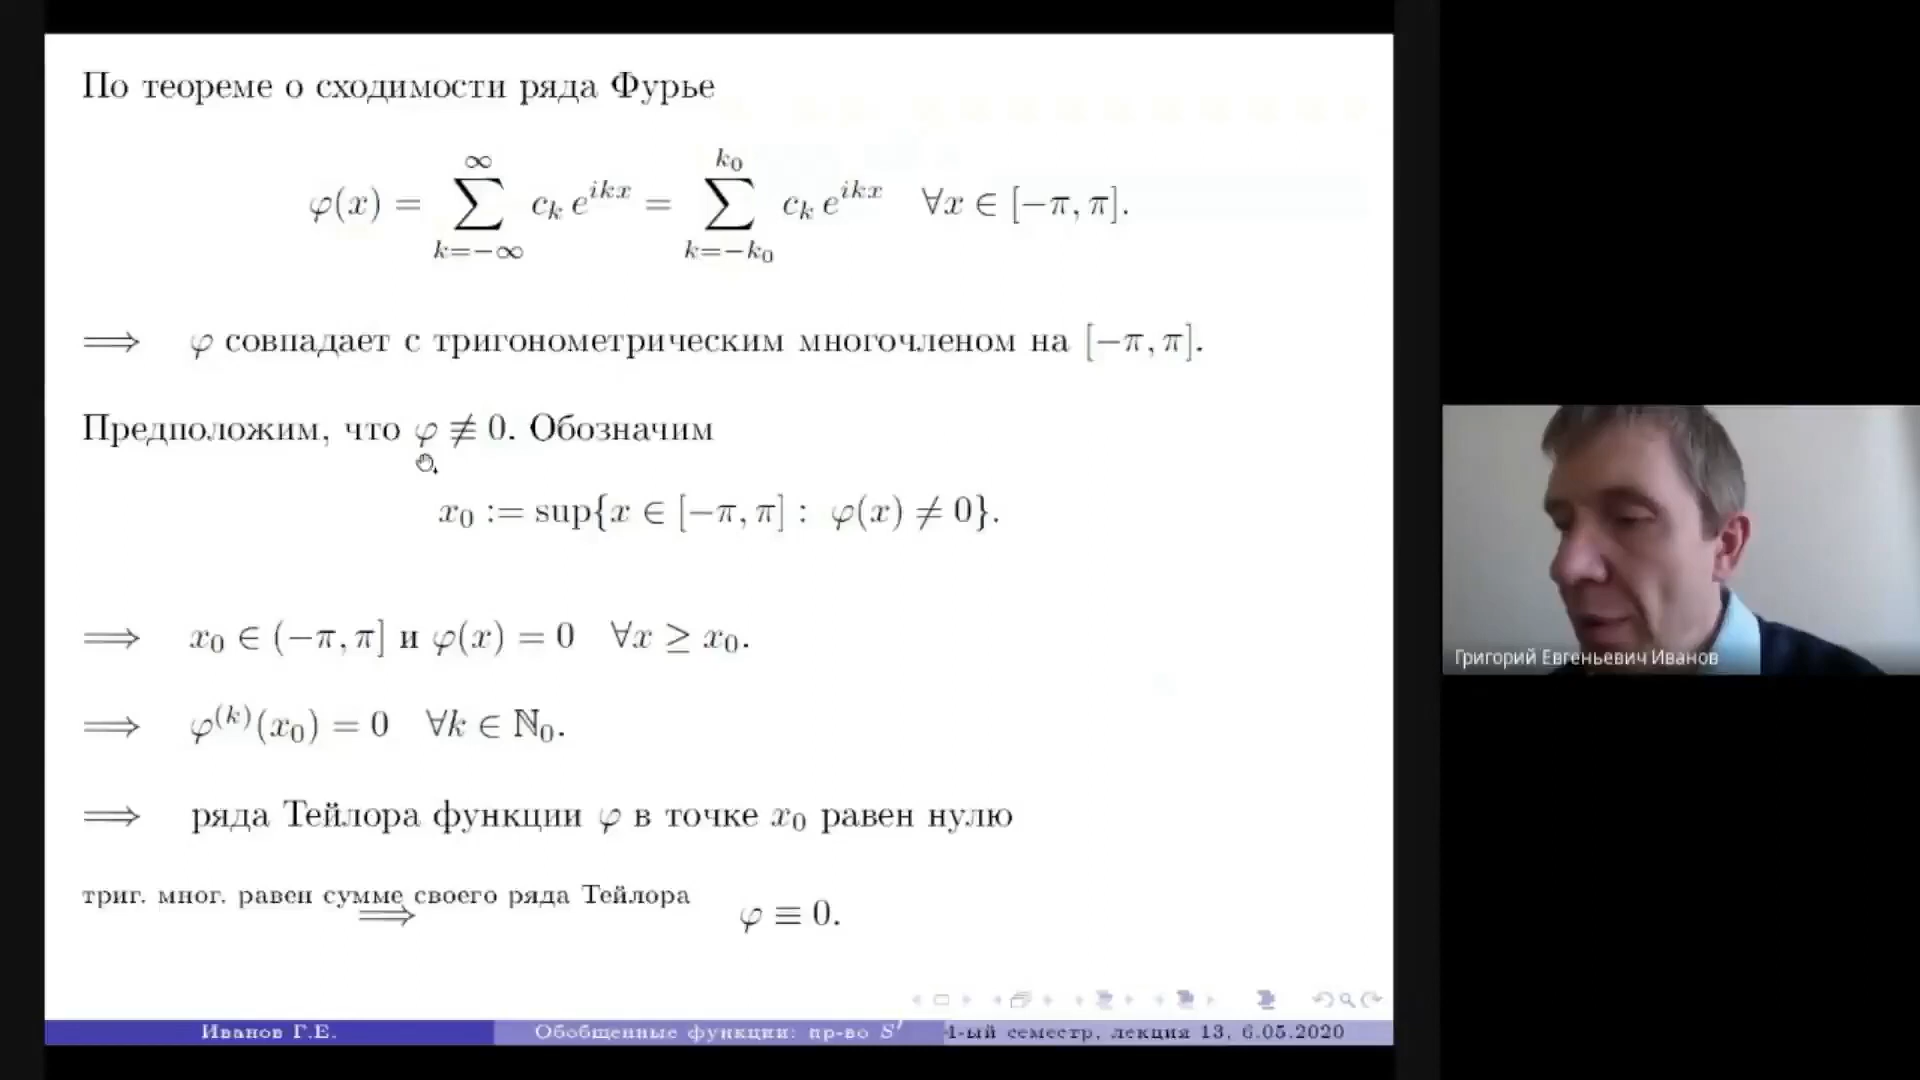 По теореме о сходимости ряда Фурье
φ(x) = ∑_{k=−∞}^{∞} c_k e^{ikx} = ∑_{k=−k_0}^{k_0} c_k e^{ikx} ∀x ∈ [−π, π].
⟹ φ совпадает с тригонометрическим многочленом на [−π, π].
Предположим, что φ ≢ 0. Обозначим
x_0 := sup{x ∈ [−π, π] : φ(x) ≠ 0}.
⟹ x_0 ∈ (−π, π] и φ(x) = 0 ∀x ≥ x_0.
⟹ φ^{(k)}(x_0) = 0 ∀k ∈ ℕ_0.
⟹ ряда Тейлора функции φ в точке x_0 равен нулю
триг. мног. равен сумме своего ряда Тейлора
⟹ φ ≡ 0.
Иванов Г.Е. Обобщенные функции: пр-во S′ 4-ый семестр, лекция 13, 6.05.2020
Григорий Евгеньевич Иванов